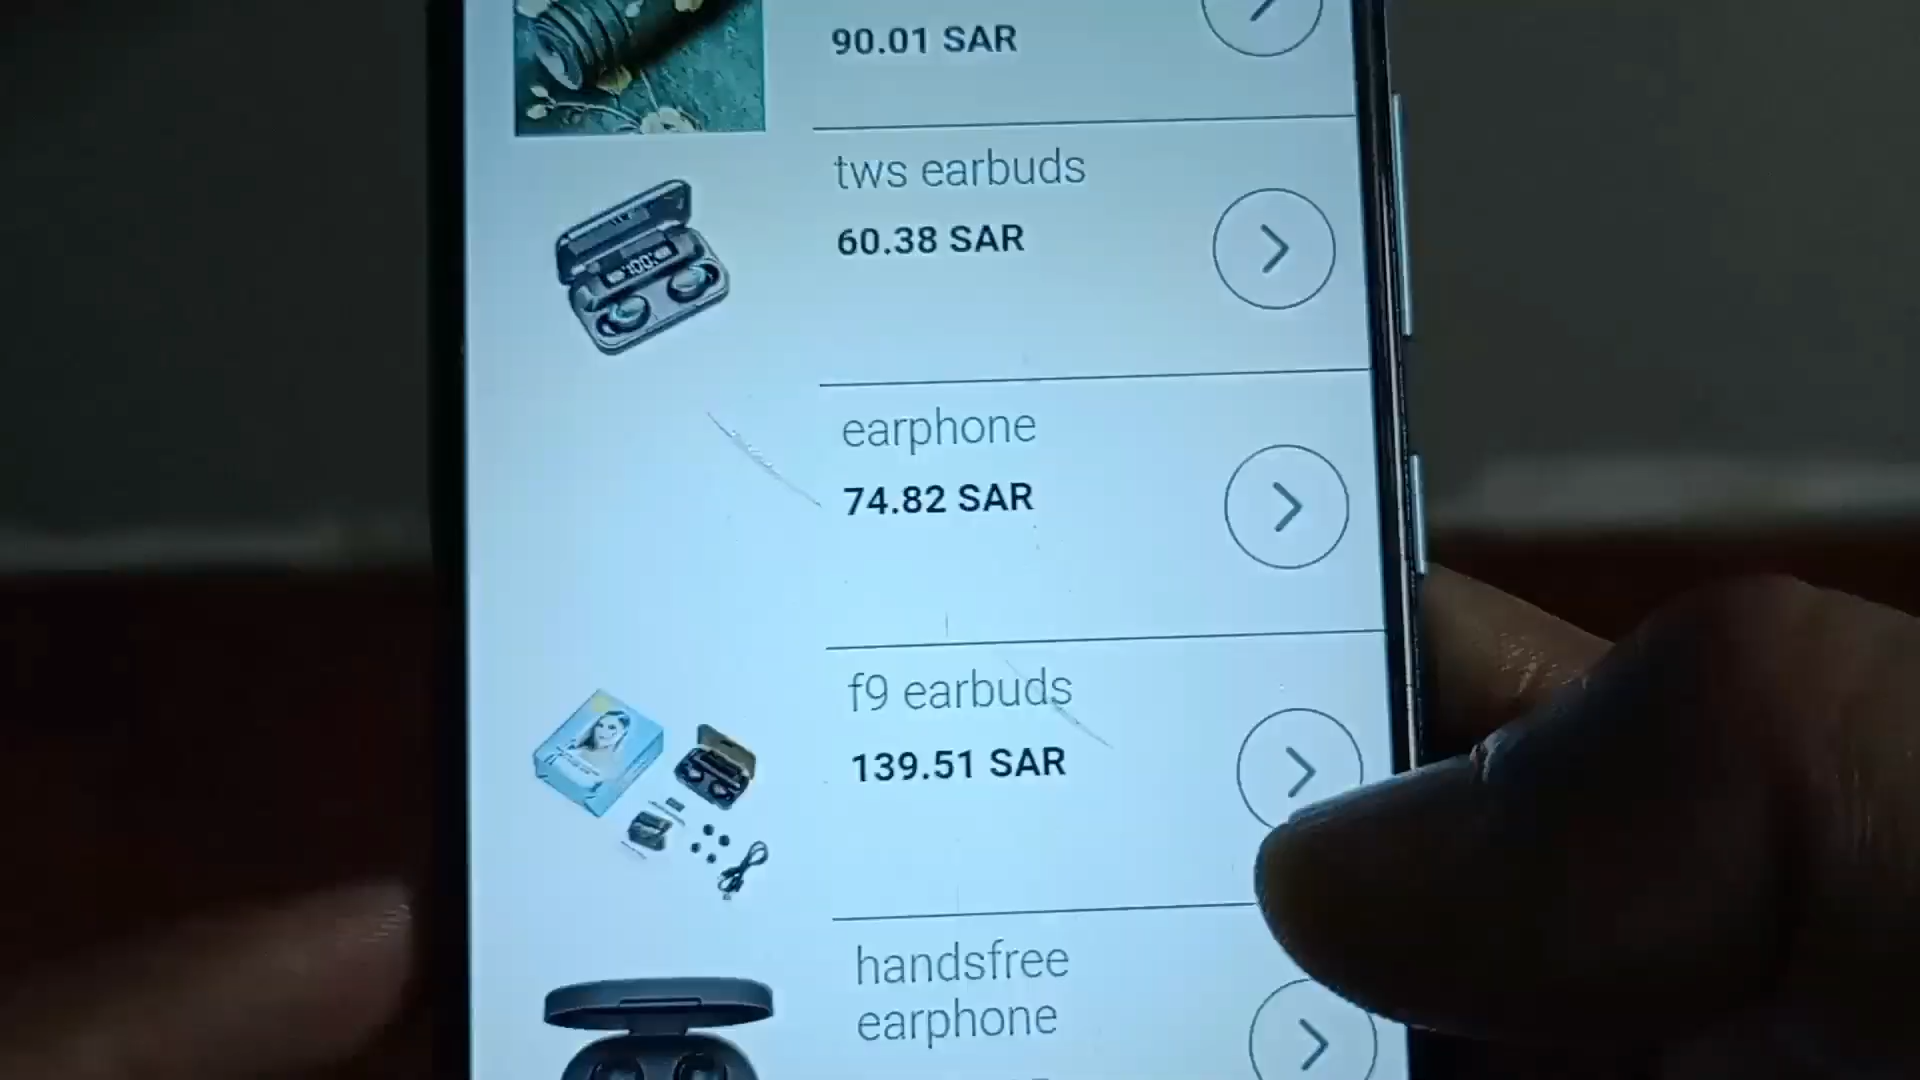 90.01 SAR
tws earbuds
60.38 SAR
100
earphone
74.82 SAR
f9 earbuds
139.51 SAR
handsfree
earphone